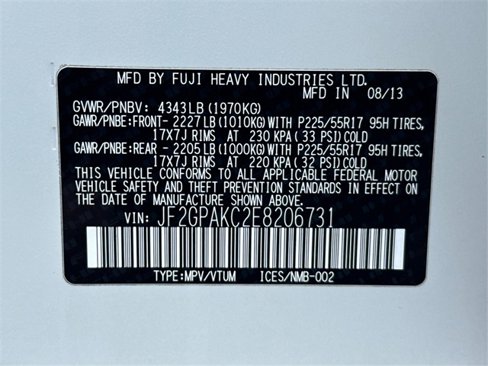 MFD BY FUJI HEAVY INDUSTRIES LTD.
MFD IN 08/13
GVWR/PNBV: 4343LB (1970KG)
GAWR/PNBE:FRONT- 2227LB (1010KG) WITH P225/55R17 95H TIRES,
17X7J RIMS AT 230 KPA ( 33 PSI) COLD
GAWR/PNBE:REAR - 2205LB (1000KG) WITH P225/55R17 95H TIRES,
17X7J RIMS AT 220 KPA ( 32 PSI) COLD
THIS VEHICLE CONFORMS TO ALL APPLICABLE FEDERAL MOTOR
VEHICLE SAFETY AND THEFT PREVENTION STANDARDS IN EFFECT ON
THE DATE OF MANUFACTURE SHOWN ABOVE.
VIN: JF2GPAKC2E8206731
TYPE:MPV/VTUM ICES/NMB-002